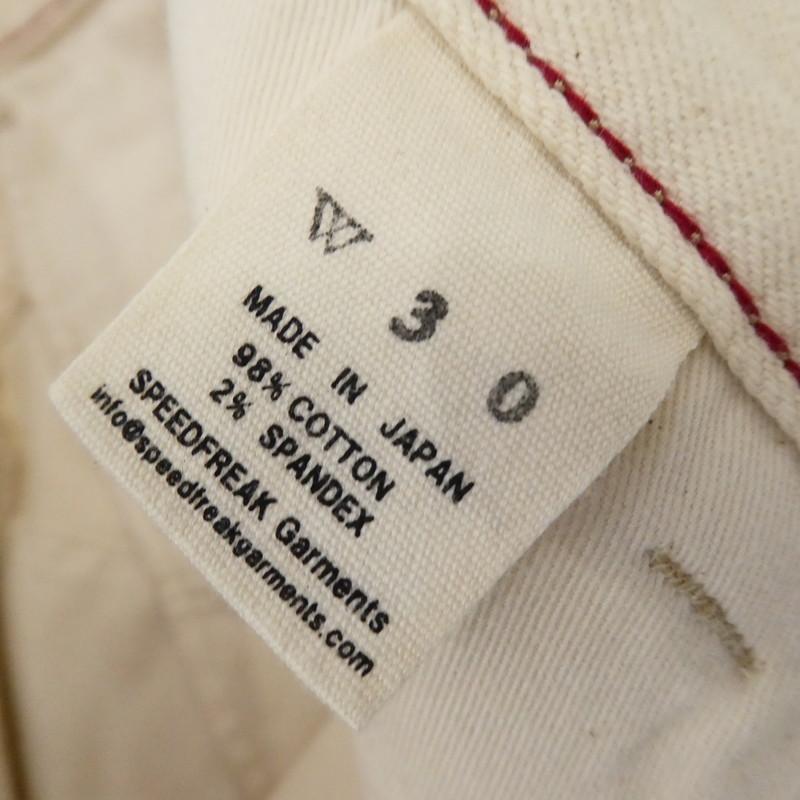 W 3 0
MADE IN JAPAN
98% COTTON
2% SPANDEX
SPEEDFREAK Garments
info@speedfreakgarments.com